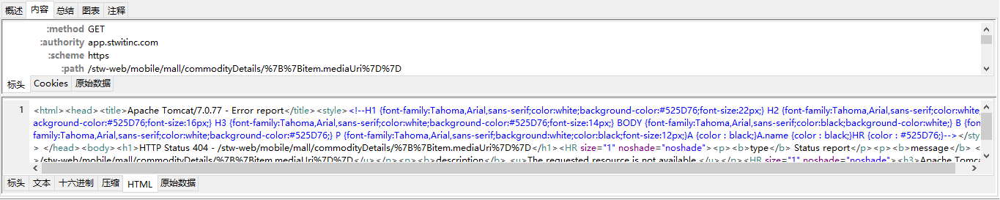 概述 内容 总结 图表 注释
:method GET
:authority app.stwitinc.com
:scheme https
:path /stw-web/mobile/mall/commodityDetails/%7B%7Bitem.mediaUri%7D%7D
标头 Cookies 原始数据
1 <html><head><title>Apache Tomcat/7.0.77 - Error report</title><style><!--H1 {font-family:Tahoma,Arial,sans-serif;color:white;background-color:#525D76;font-size:22px;} H2 {font-family:Tahoma,Arial,sans-serif;color:white;
ackground-color:#525D76;font-size:16px;} H3 {font-family:Tahoma,Arial,sans-serif;color:white;background-color:#525D76;font-size:14px;} BODY {font-family:Tahoma,Arial,sans-serif;color:black;background-color:white;} B {fon
family:Tahoma,Arial,sans-serif;color:white;background-color:#525D76;} P {font-family:Tahoma,Arial,sans-serif;background:white;color:black;font-size:12px;}A {color : black;}A.name {color : black;}HR {color : #525D76;}--></sty
> </head><body><h1>HTTP Status 404 - /stw-web/mobile/mall/commodityDetails/%7B%7Bitem.mediaUri%7D%7D</h1><HR size="1" noshade="noshade"><p><b>type</b> Status report</p><p><b>message</b> <
>/stw-web/mobile/mall/commodityDetails/%7B%7Bitem.mediaUri%7D%7D</u></p><p><b>description</b> <u>The requested resource is not available.</u></p><HR size="1" noshade="noshade"><h3>Apache Tomca
标头 文本 十六进制 压缩 HTML 原始数据